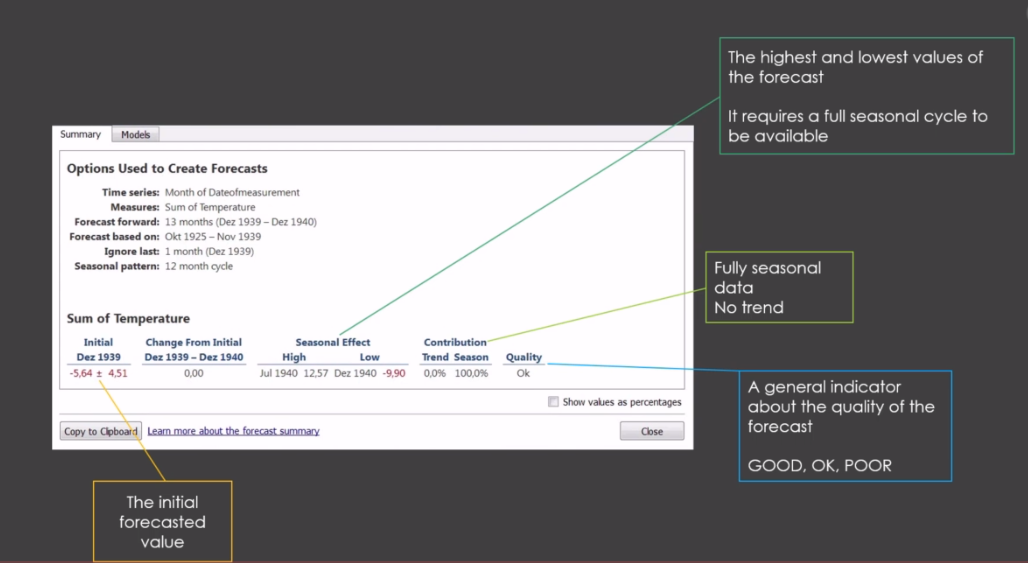 The highest and lowest values of
the forecast
It requires a full seasonal cycle to
be available
Summary Models
Options Used to Create Forecasts
Time series: Month of Dateofmeasurement
Measures: Sum of Temperature
Forecast forward: 13 months (Dez 1939 – Dez 1940)
Forecast based on: Okt 1925 – Nov 1939
Ignore last: 1 month (Dez 1939)
Seasonal pattern: 12 month cycle
Fully seasonal
data
No trend
Sum of Temperature
Initial Change From Initial Seasonal Effect Contribution
Dez 1939 Dez 1939 – Dez 1940 High Low Trend Season Quality
-5,64 ± 4,51 0,00 Jul 1940 12,57 Dez 1940 -9,90 0,0% 100,0% Ok
A general indicator
about the quality of the
forecast
GOOD, OK, POOR
Show values as percentages
Copy to Clipboard Learn more about the forecast summary Close
The initial
forecasted
value